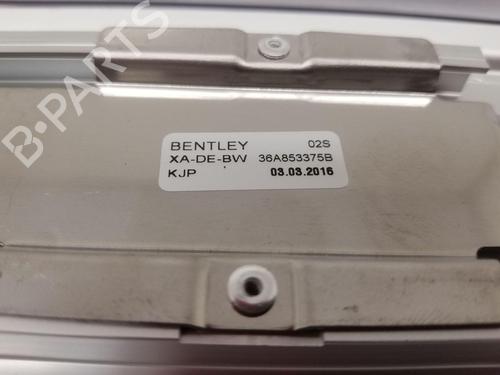 B-PARTS
BENTLEY 02S
XA-DE-BW 36A853375B
KJP 03.03.2016